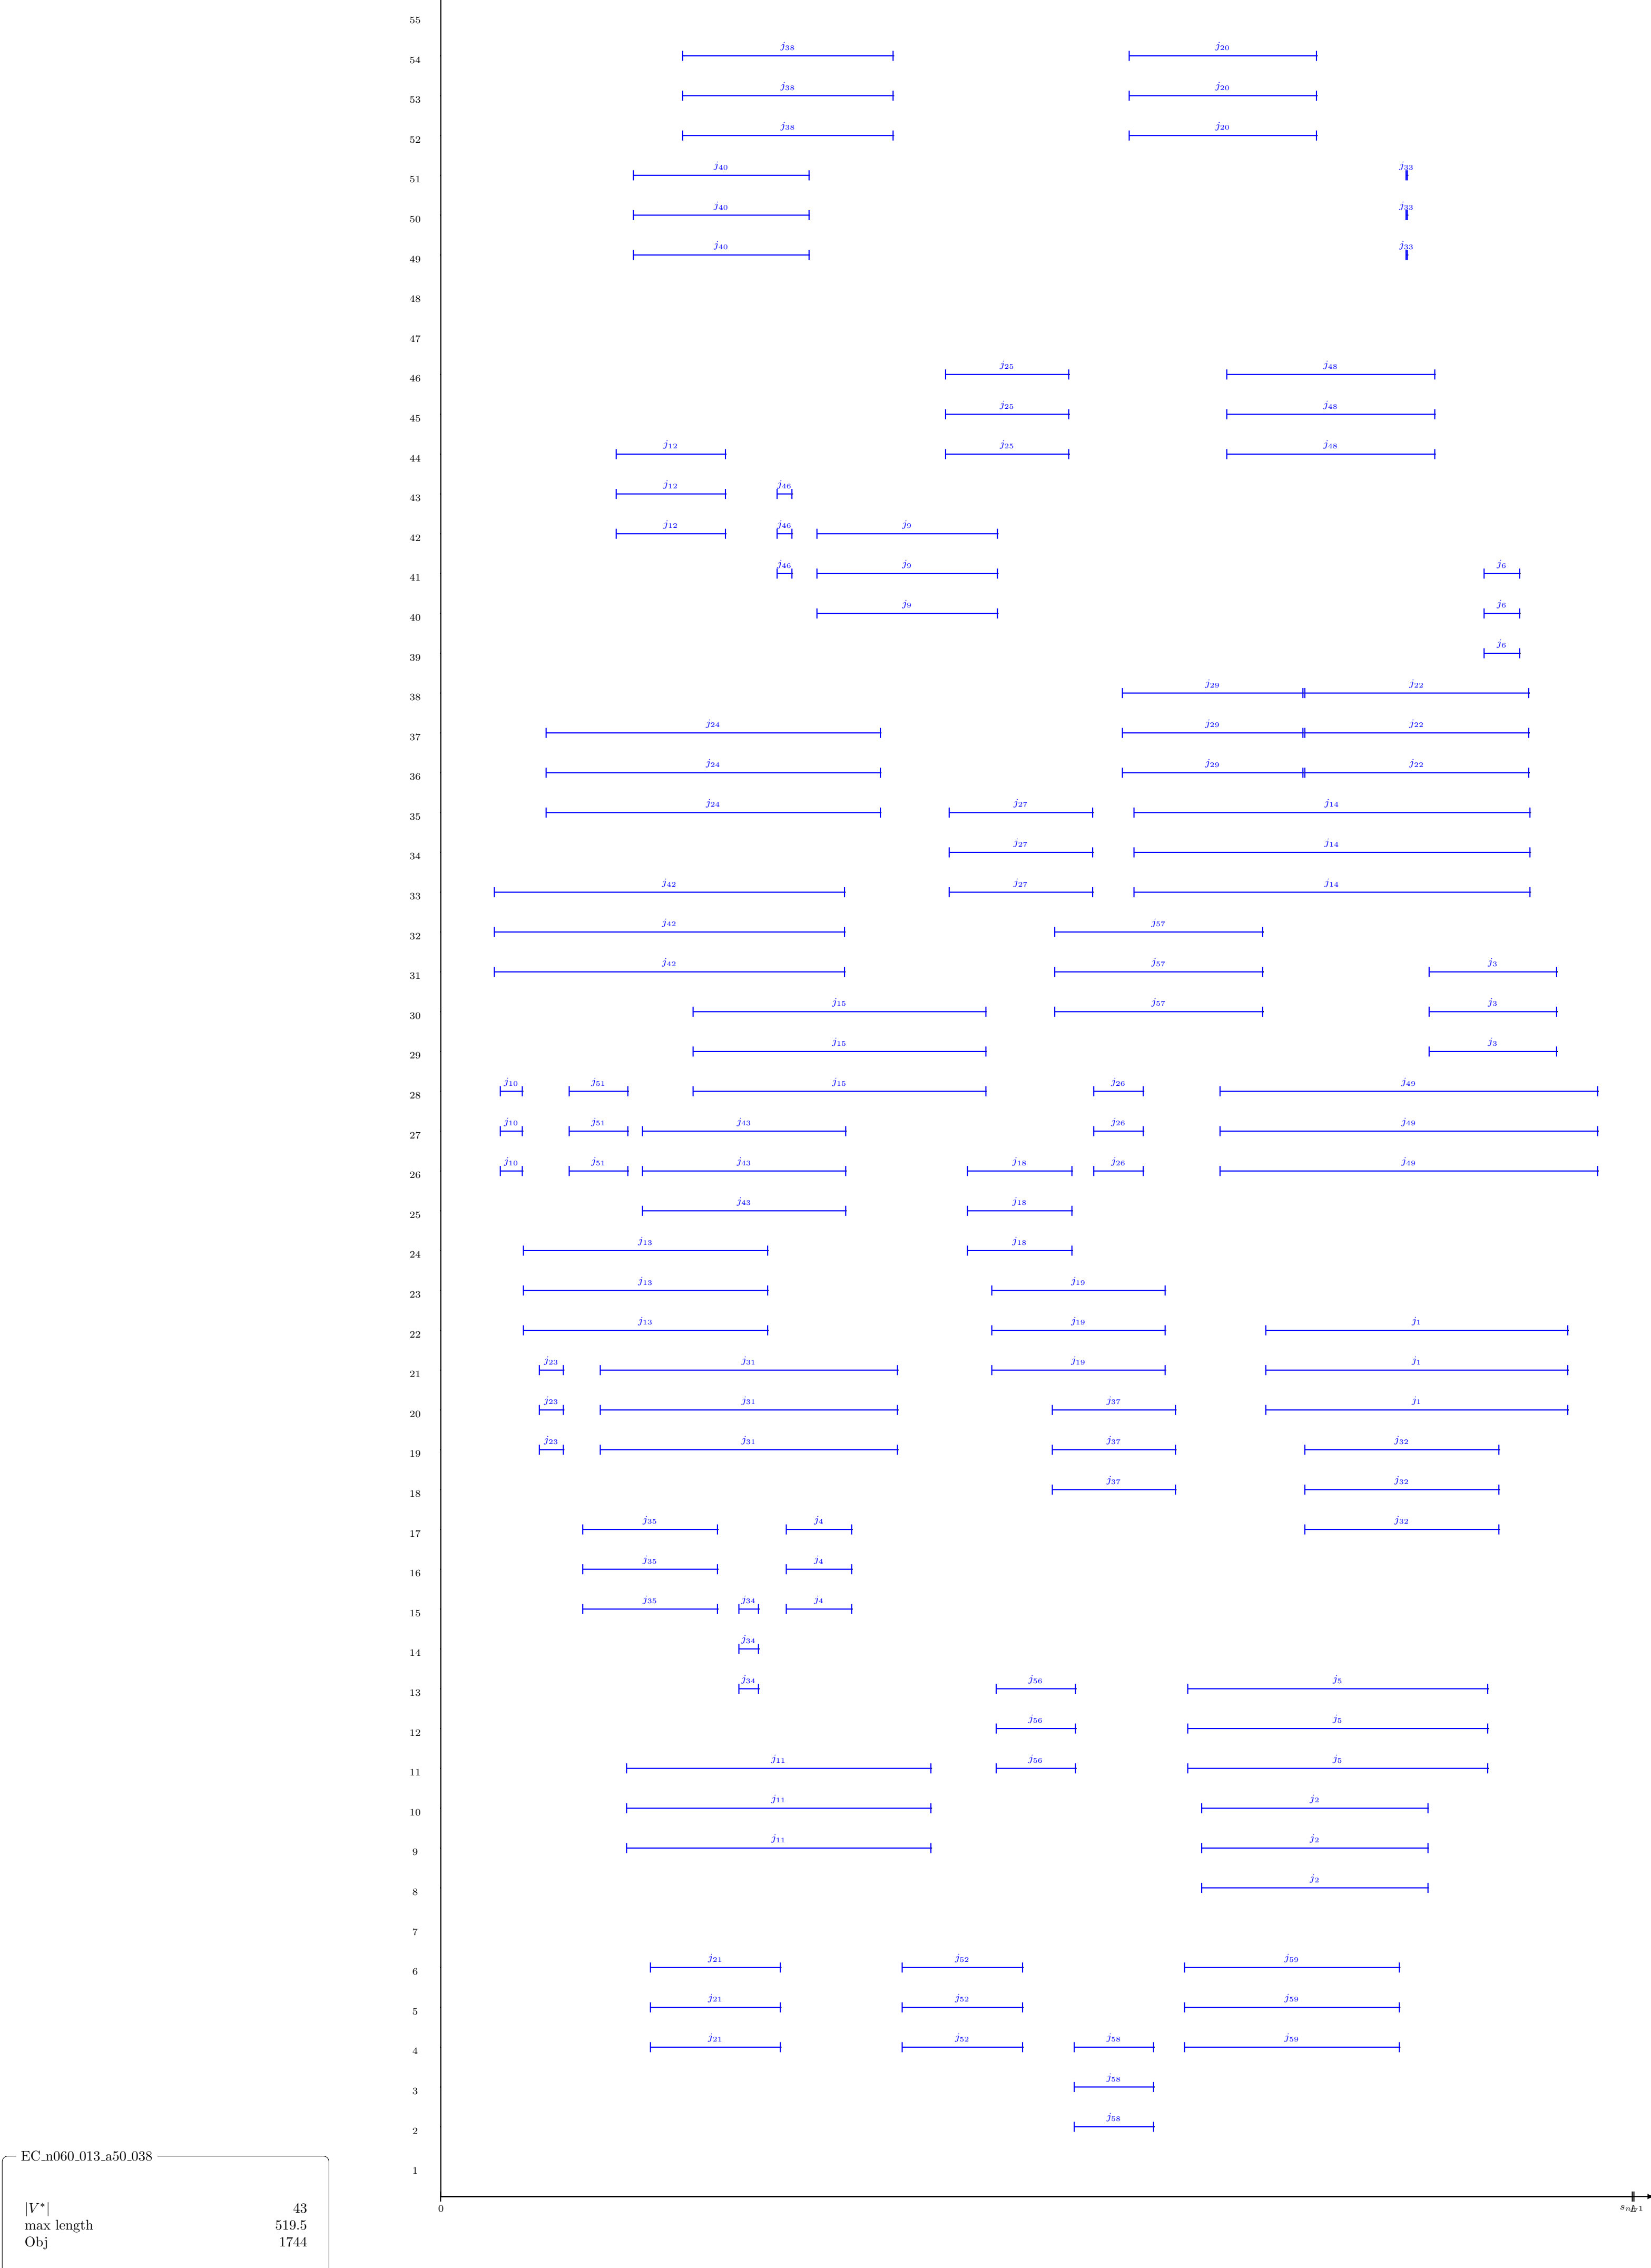 55
j38 j20
54
j38 j20
53
j38 j20
52
j40 j33
51
j40 j33
50
j40 j33
49
48
47
j25 j48
46
j25 j48
45
j12 j25 j48
44
j12 j46
43
j12 j46 j9
42
j46 j9 j6
41
j9 j6
40
j6
39
j29 j22
38
j24 j29 j22
37
j24 j29 j22
36
j24 j27 j14
35
j27 j14
34
j42 j27 j14
33
j42 j57
32
j42 j57 j3
31
j15 j57 j3
30
j15 j3
29
j10 j51 j15 j26 j49
28
j10 j51 j43 j26 j49
27
j10 j51 j43 j18 j26 j49
26
j43 j18
25
j13 j18
24
j13 j19
23
j13 j19 j1
22
j23 j31 j19 j1
21
j23 j31 j37 j1
20
j23 j31 j37 j32
19
j37 j32
18
j35 j4 j32
17
j35 j4
16
j35 j34 j4
15
j34
14
j34 j56 j5
13
j56 j5
12
j11 j56 j5
11
j11 j2
10
j11 j2
9
j2
8
7
j21 j52 j59
6
j21 j52 j59
5
j21 j52 j58 j59
4
j58
3
j58
2
1
0
EC_n060_013_a50_038
|V*| 43
max length 519.5
Obj 1744